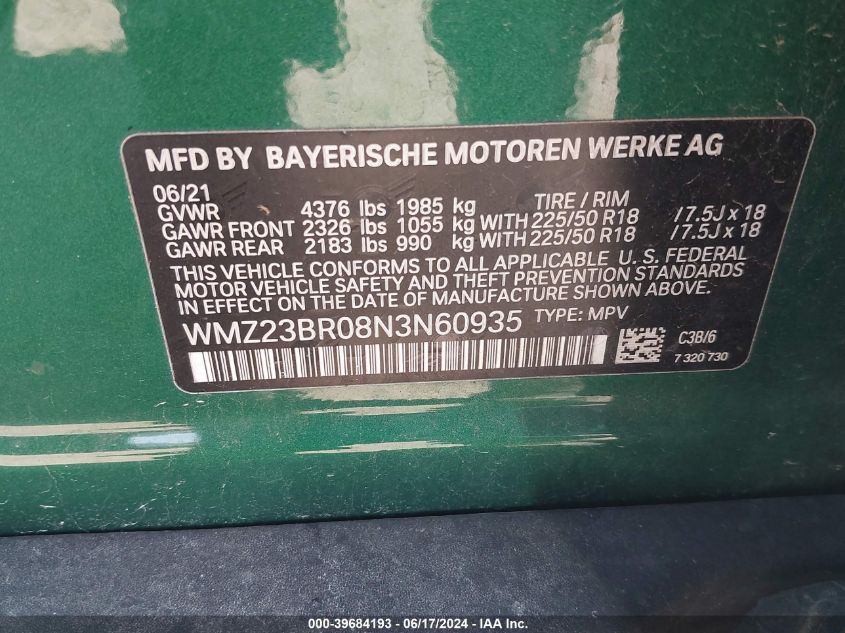 MFD BY BAYERISCHE MOTOREN WERKE AG
06/21 TIRE / RIM
GVWR 4376 lbs 1985 kg
GAWR FRONT 2326 lbs 1055 kg WITH 225/50 R18 /7.5J x 18
GAWR REAR 2183 lbs 990 kg WITH 225/50 R18 /7.5J x 18
THIS VEHICLE CONFORMS TO ALL APPLICABLE U. S. FEDERAL
MOTOR VEHICLE SAFETY AND THEFT PREVENTION STANDARDS
IN EFFECT ON THE DATE OF MANUFACTURE SHOWN ABOVE.
WMZ23BR08N3N60935 TYPE: MPV
C3B/6
7 320 730
000-39684193 - 06/17/2024 - IAA Inc.